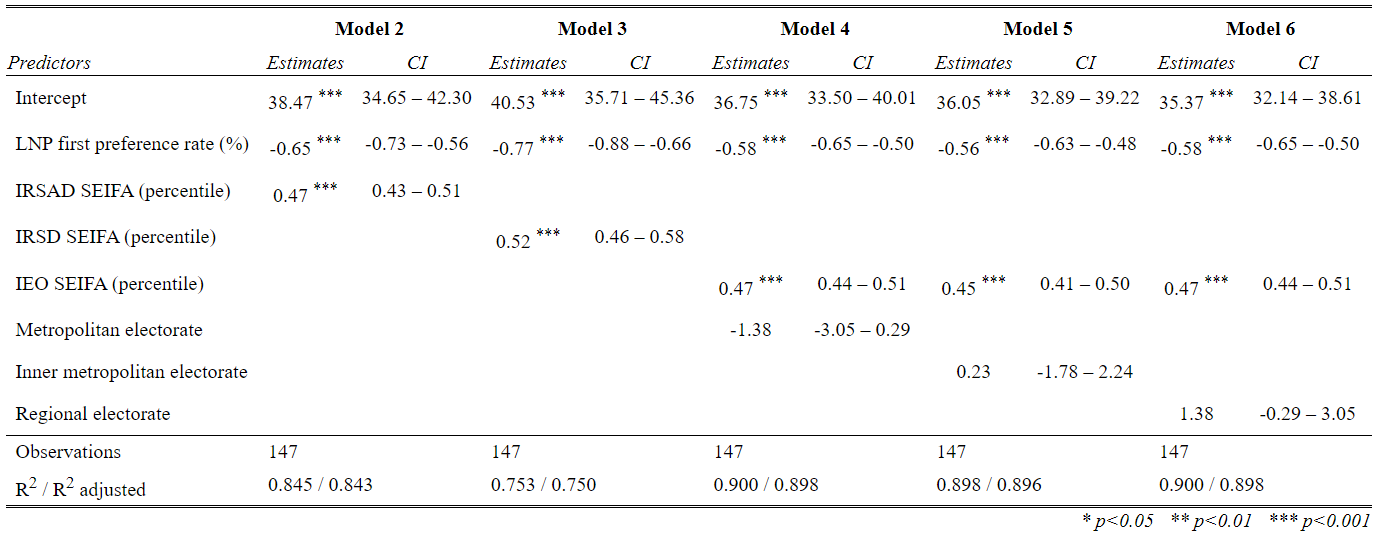 Model 2 Model 3 Model 4 Model 5 Model 6
Predictors Estimates CI Estimates CI Estimates CI Estimates CI Estimates CI
Intercept 38.47 *** 34.65 – 42.30 40.53 *** 35.71 – 45.36 36.75 *** 33.50 – 40.01 36.05 *** 32.89 – 39.22 35.37 *** 32.14 – 38.61
LNP first preference rate (%) -0.65 *** -0.73 – -0.56 -0.77 *** -0.88 – -0.66 -0.58 *** -0.65 – -0.50 -0.56 *** -0.63 – -0.48 -0.58 *** -0.65 – -0.50
IRSAD SEIFA (percentile) 0.47 *** 0.43 – 0.51
IRSD SEIFA (percentile) 0.52 *** 0.46 – 0.58
IEO SEIFA (percentile) 0.47 *** 0.44 – 0.51 0.45 *** 0.41 – 0.50 0.47 *** 0.44 – 0.51
Metropolitan electorate -1.38 -3.05 – 0.29
Inner metropolitan electorate 0.23 -1.78 – 2.24
Regional electorate 1.38 -0.29 – 3.05
Observations 147 147 147 147 147
R2 / R2 adjusted 0.845 / 0.843 0.753 / 0.750 0.900 / 0.898 0.898 / 0.896 0.900 / 0.898
* p<0.05 ** p<0.01 *** p<0.001